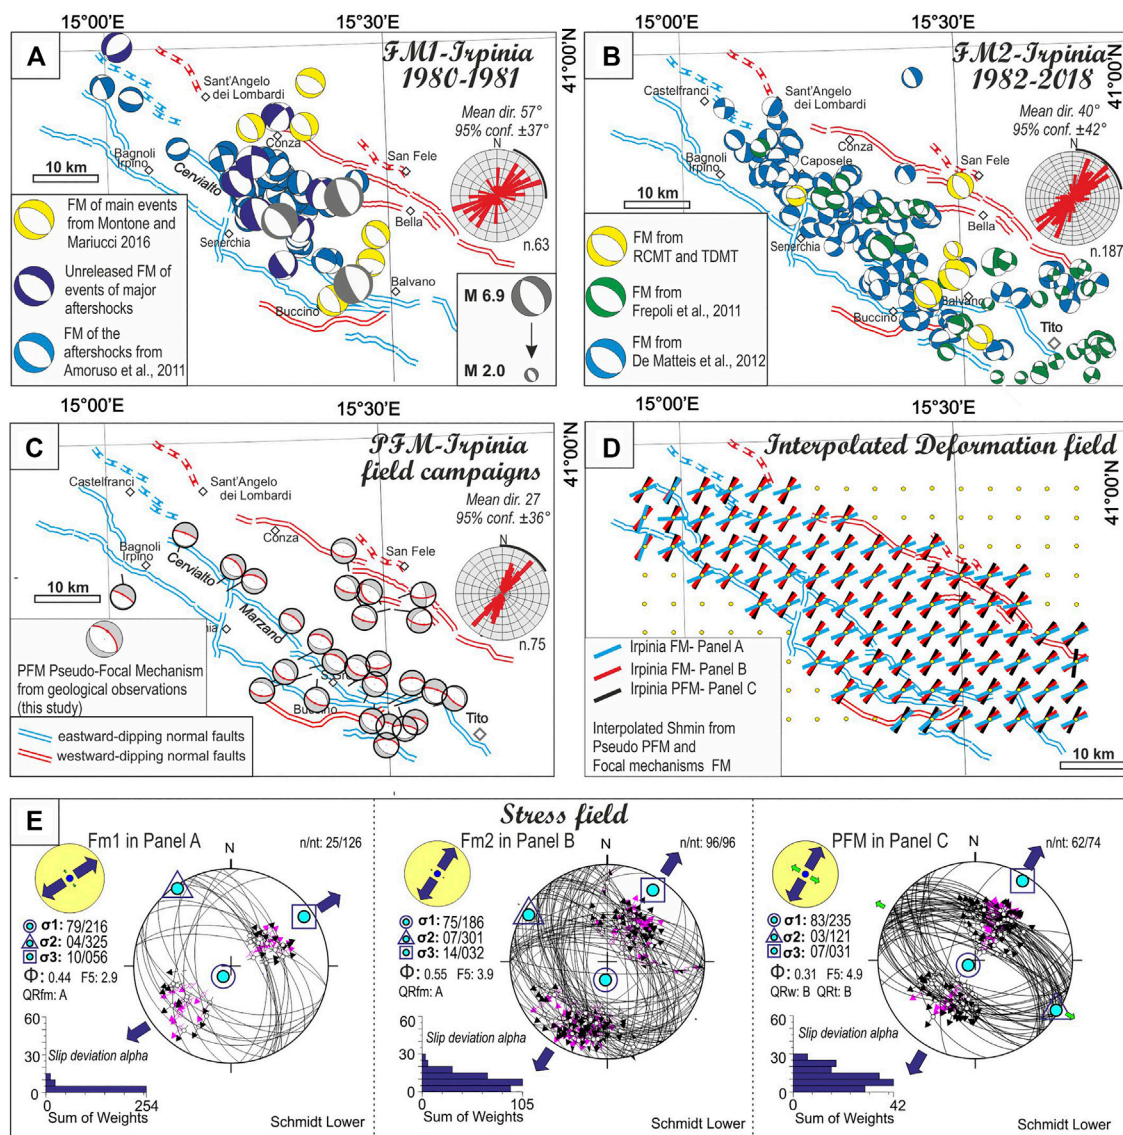 15°00'E
15°30'E
A
FM1-Irpinia
1980-1981
41°00'N
Sant'Angelo
dei Lombardi
Mean dir. 57°
95% conf. ±37°
N
Conza
Bagnoli
Irpino
Cervialto
San Fele
10 km
Bella
FM of main events
from Montone and
Mariucci 2016
Senerchia
n.63
Unreleased FM of
events of major
aftershocks
Balvano
M 6.9
Buccino
FM of the
aftershocks from
Amoruso et al., 2011
M 2.0
15°00'E
15°30'E
B
FM2-Irpinia
1982-2018
41°00'N
Castelfranci
Sant'Angelo
dei Lombardi
Mean dir. 40°
95% conf. ±42°
N
Conza
Bagnoli
Irpino
Caposele
San Fele
10 km
Bella
Senerchia
FM from
RCMT and TDMT
n.187
Balvano
FM from
Frepoli et al., 2011
Buccino
Tito
FM from
De Matteis et al., 2012
15°00'E
15°30'E
C
PFM-Irpinia
field campaigns
41°00'N
Castelfranci
Sant'Angelo
dei Lombardi
Mean dir. 27
95% conf. ±36°
N
Conza
Bagnoli
Irpino
San Fele
Cervialto
10 km
Marzano
n.75
PFM Pseudo-Focal Mechanism
from geological observations
(this study)
Tito
eastward-dipping normal faults
westward-dipping normal faults
15°00'E
15°30'E
D
Interpolated Deformation field
41°00'N
Irpinia FM- Panel A
Irpinia FM- Panel B
Irpinia PFM- Panel C
Interpolated Shmin from
Pseudo PFM and
Focal mechanisms FM
10 km
E
Stress field
Fm1 in Panel A
n/nt: 25/126
N
σ1: 79/216
σ2: 04/325
σ3: 10/056
Φ: 0.44 F5: 2.9
QRfm: A
60
30
0
Slip deviation alpha
0
254
Sum of Weights
Schmidt Lower
Fm2 in Panel B
n/nt: 96/96
N
σ1: 75/186
σ2: 07/301
σ3: 14/032
Φ: 0.55 F5: 3.9
QRfm: A
60
30
0
Slip deviation alpha
0
105
Sum of Weights
Schmidt Lower
PFM in Panel C
n/nt: 62/74
N
σ1: 83/235
σ2: 03/121
σ3: 07/031
Φ: 0.31 F5: 4.9
QRw: B QRt: B
60
30
0
Slip deviation alpha
0
42
Sum of Weights
Schmidt Lower